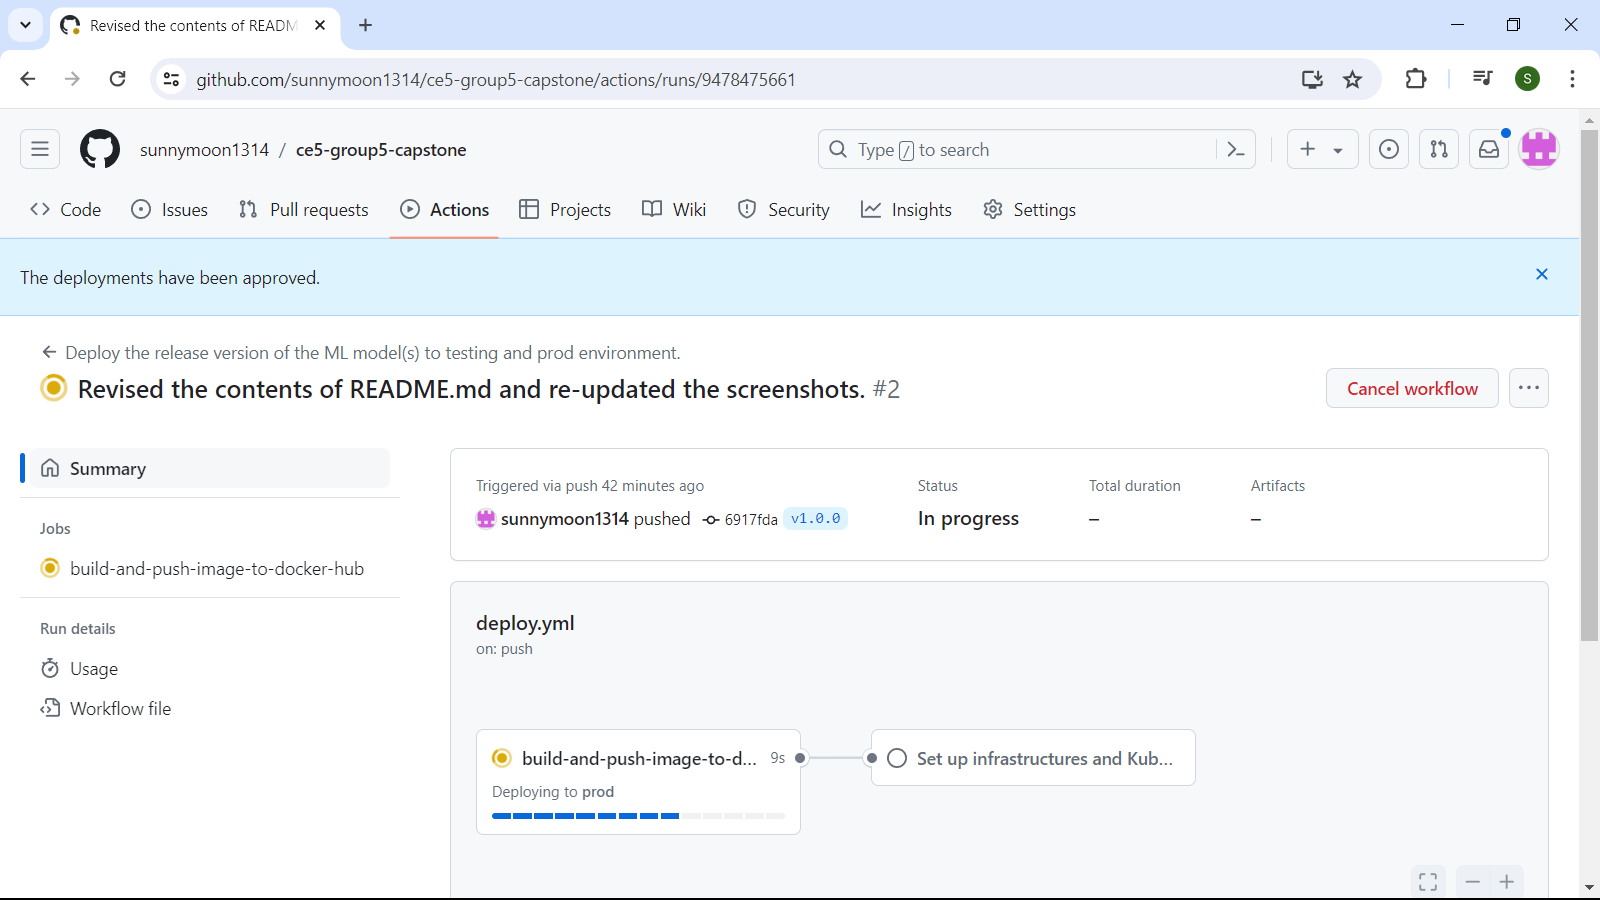 Revised the contents of READM
github.com/sunnymoon1314/ce5-group5-capstone/actions/runs/9478475661
S
sunnymoon1314 / ce5-group5-capstone
Type / to search
Code
Issues
Pull requests
Actions
Projects
Wiki
Security
Insights
Settings
The deployments have been approved.
Deploy the release version of the ML model(s) to testing and prod environment.
Revised the contents of README.md and re-updated the screenshots. #2
Cancel workflow
Summary
Jobs
build-and-push-image-to-docker-hub
Run details
Usage
Workflow file
Triggered via push 42 minutes ago
sunnymoon1314 pushed 6917fda v1.0.0
Status
In progress
Total duration
–
Artifacts
–
deploy.yml
on: push
build-and-push-image-to-d... 9s
Deploying to prod
Set up infrastructures and Kub...